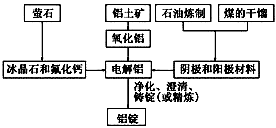 萤石
铝土矿
石油炼制
煤的干馏
氧化铝
冰晶石和氟化钙
电解铝
阴极和阳极材料
净化、澄清、
铸锭(或精炼)
铝锭